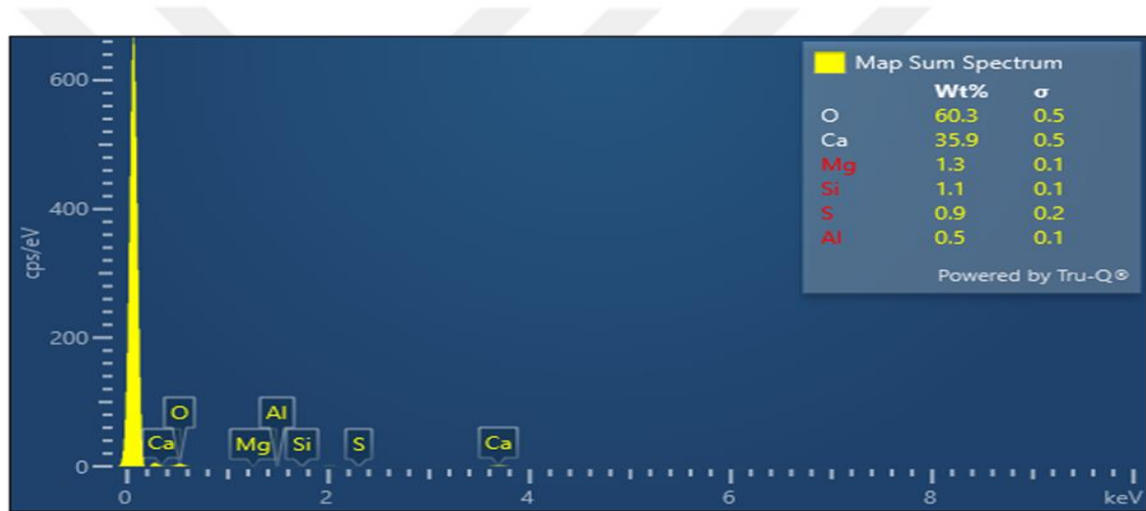 Map Sum Spectrum
Wt% σ
O 60.3 0.5
Ca 35.9 0.5
Mg 1.3 0.1
Si 1.1 0.1
S 0.9 0.2
Al 0.5 0.1
Powered by Tru-Q®
cps/eV
600
400
200
0
O Al
Ca Mg Si S Ca
0 2 4 6 8 keV